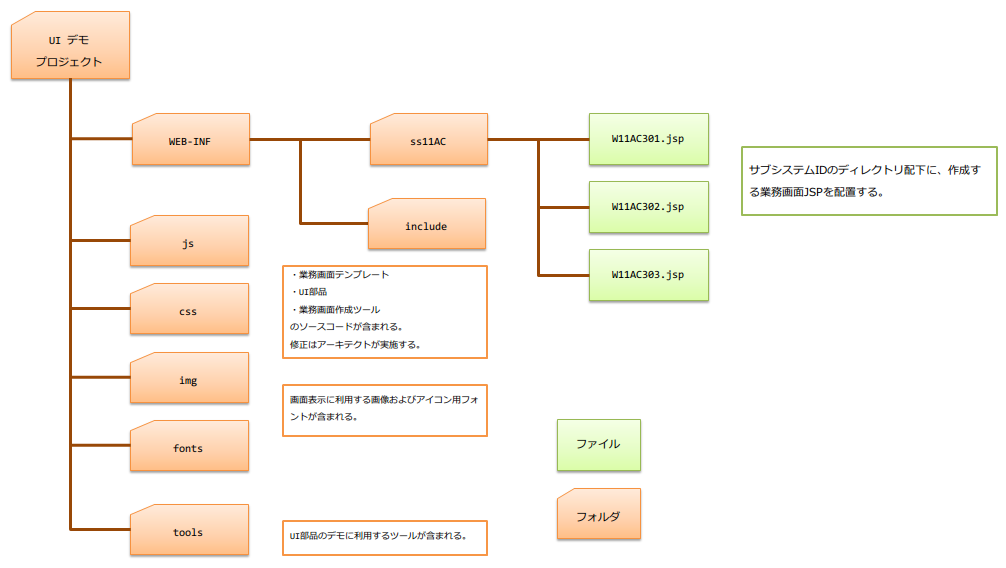 UI デモ
プロジェクト
WEB-INF
ss11AC
W11AC301.jsp
サブシステムIDのディレクトリ配下に、作成す
る業務画面JSPを配置する。
W11AC302.jsp
include
js
W11AC303.jsp
・業務画面テンプレート
・UI部品
・業務画面作成ツール
のソースコードが含まれる。
修正はアーキテクトが実施する。
css
img
画面表示に利用する画像およびアイコン用フォ
ントが含まれる。
fonts
ファイル
フォルダ
tools
UI部品のデモに利用するツールが含まれる。